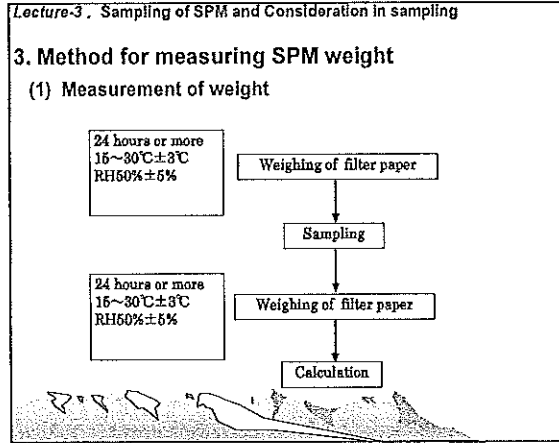 Lecture-3 . Sampling of SPM and Consideration in sampling
3. Method for measuring SPM weight
(1) Measurement of weight
24 hours or more
15～30℃±3℃
RH50%±5%
Weighing of filter paper
Sampling
24 hours or more
15～30℃±3℃
RH50%±5%
Weighing of filter paper
Calculation